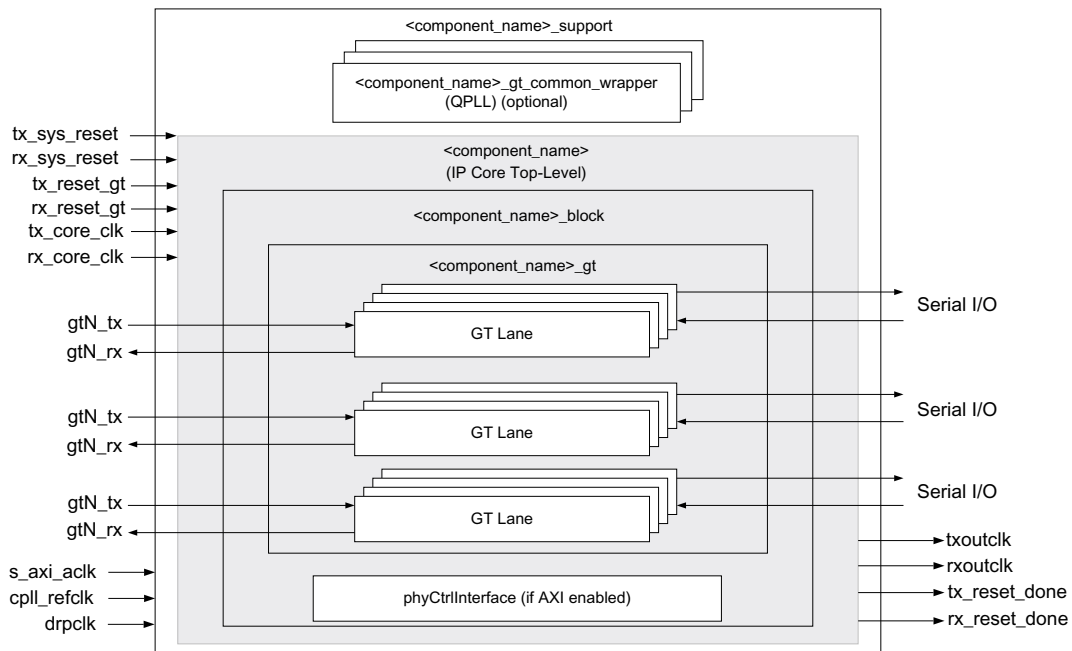 <component_name>_support
<component_name>_gt_common_wrapper
(QPLL) (optional)
tx_sys_reset
rx_sys_reset
tx_reset_gt
rx_reset_gt
tx_core_clk
rx_core_clk
<component_name>
(IP Core Top-Level)
<component_name>_block
<component_name>_gt
gtN_tx
gtN_rx
GT Lane
Serial I/O
gtN_tx
gtN_rx
GT Lane
Serial I/O
gtN_tx
gtN_rx
GT Lane
Serial I/O
s_axi_aclk
cpll_refclk
drpclk
phyCtrlInterface (if AXI enabled)
txoutclk
rxoutclk
tx_reset_done
rx_reset_done